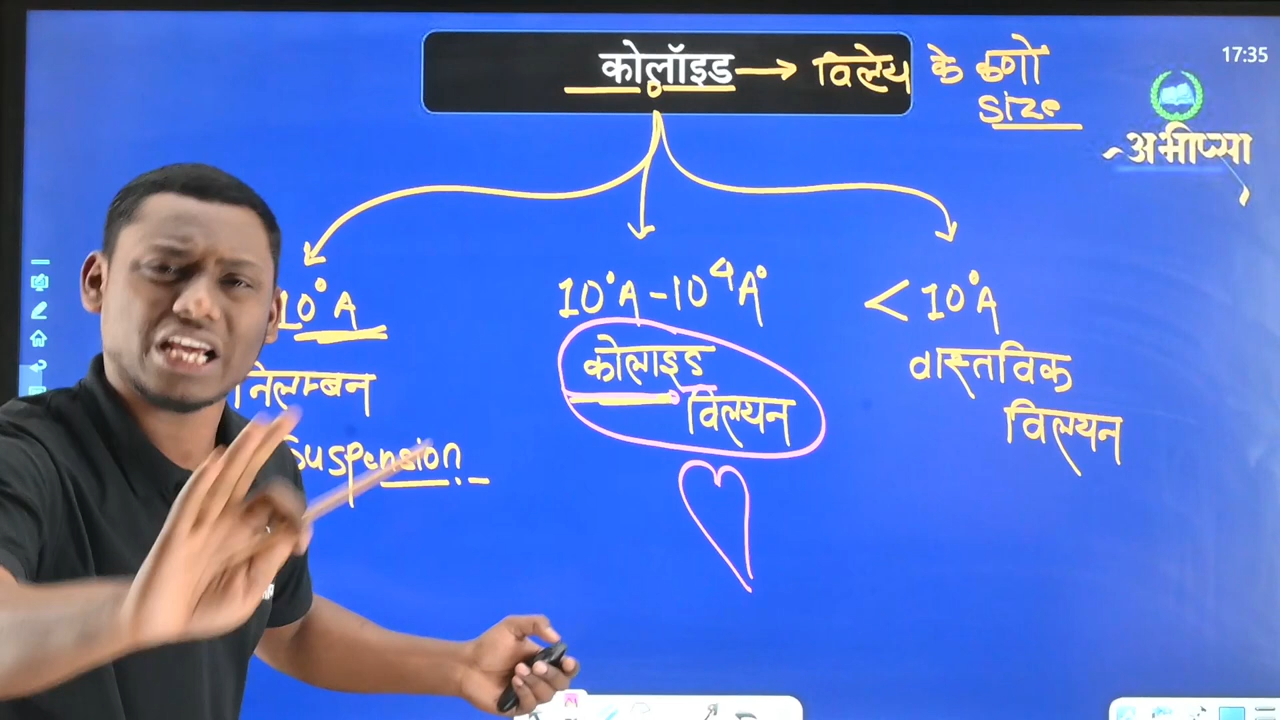 कोलॉइड → विलेय के कणो
size
17:35
अभीप्सा
10°A
10°A - 10⁴A°
< 10°A
निलम्बन
कोलाइड
विलयन
वास्तविक
विलयन
Suspension